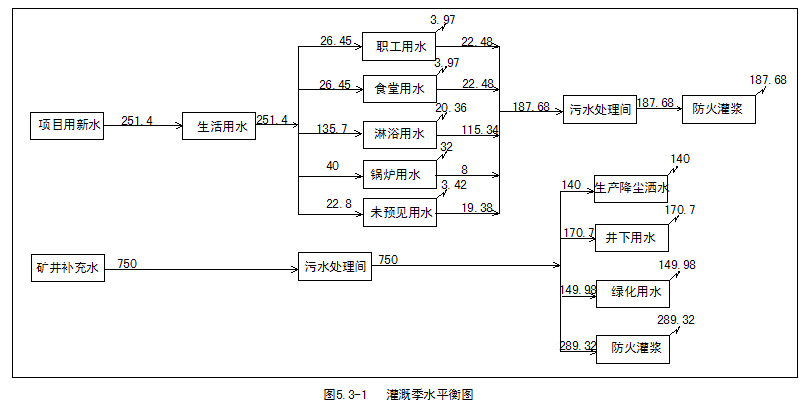 3.97
26.45 职工用水 22.48
3.97
26.45 食堂用水 22.48
187.68
20.36
项目用新水 251.4 生活用水 251.4 135.7 淋浴用水 115.34 187.68 污水处理间 187.68 防火灌浆
32
40 锅炉用水 8
3.42
22.8 未预见用水 19.38
140
140 生产降尘洒水
170.7
170.7 井下用水
矿井补充水 750 污水处理间 750
149.98
149.98 绿化用水
289.32
289.32 防火灌浆
图5.3-1 灌溉季水平衡图